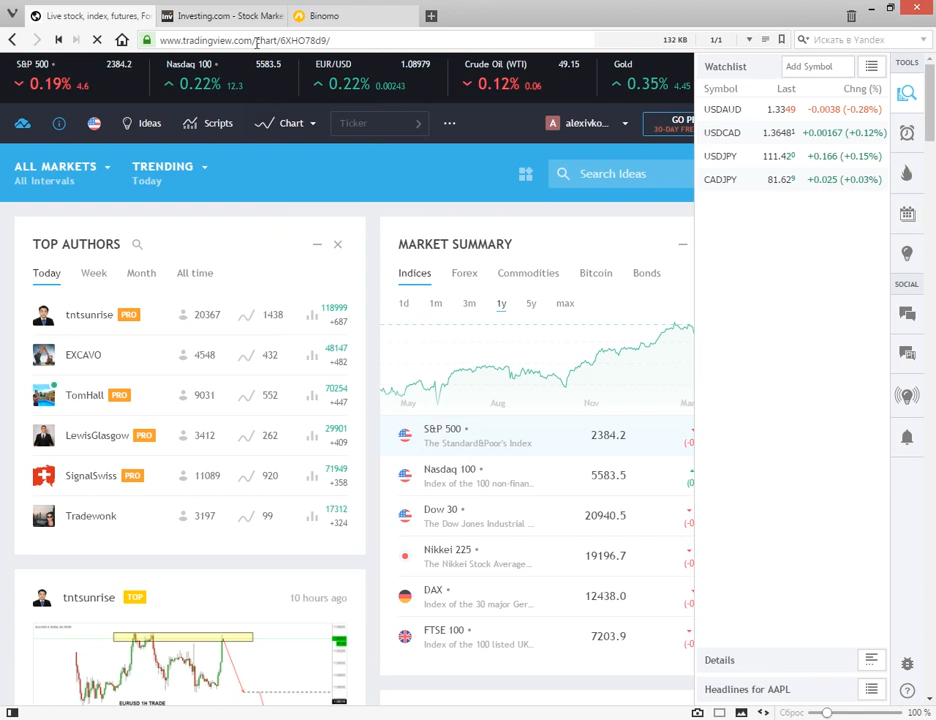 Live stock, index, futures, Fo
Investing.com - Stock Marke
Binomo
www.tradingview.com/chart/6XHO78d9/
132 KB
1/1
Искать в Yandex
S&P 500 2384.2
0.19% 4.6
Nasdaq 100 5583.5
0.22% 12.3
EUR/USD 1.08979
0.22% 0.00243
Crude Oil (WTI) 49.15
0.12% 0.06
Gold
0.35% 4.45
Ideas
Scripts
Chart
Ticker
A alexivko...
GO P
30-DAY FRE
ALL MARKETS
All Intervals
TRENDING
Today
Search Ideas
TOP AUTHORS
Today Week Month All time
tntsunrise PRO 20367 1438 118999 +687
EXCAVO 4548 432 48147 +482
TomHall PRO 9031 552 70254 +447
LewisGlasgow PRO 3412 262 29901 +409
SignalSwiss PRO 11089 920 71949 +358
Tradewonk 3197 99 17312 +324
tntsunrise TOP 10 hours ago
EURUSD 1H TRADE
MARKET SUMMARY
Indices Forex Commodities Bitcoin Bonds
1d 1m 3m 1y 5y max
May Aug Nov Mar
S&P 500 2384.2
The Standard&Poor's Index (-0
Nasdaq 100 5583.5
Index of the 100 non-finan... (0
Dow 30 20940.5
The Dow Jones Industrial ... (-0
Nikkei 225 19196.7
The Nikkei Stock Average... (-0
DAX 12438.0
Index of the 30 major Ger... (-0
FTSE 100 7203.9
Index of the 100 listed UK... (-0
Watchlist
Add Symbol
Symbol Last Chng (%)
USDAUD 1.3349 -0.0038 (-0.28%)
USDCAD 1.3648¹ +0.00167 (+0.12%)
USDJPY 111.42⁰ +0.166 (+0.15%)
CADJPY 81.62⁹ +0.025 (+0.03%)
Details
Headlines for AAPL
TOOLS
SOCIAL
Сброс
100 %